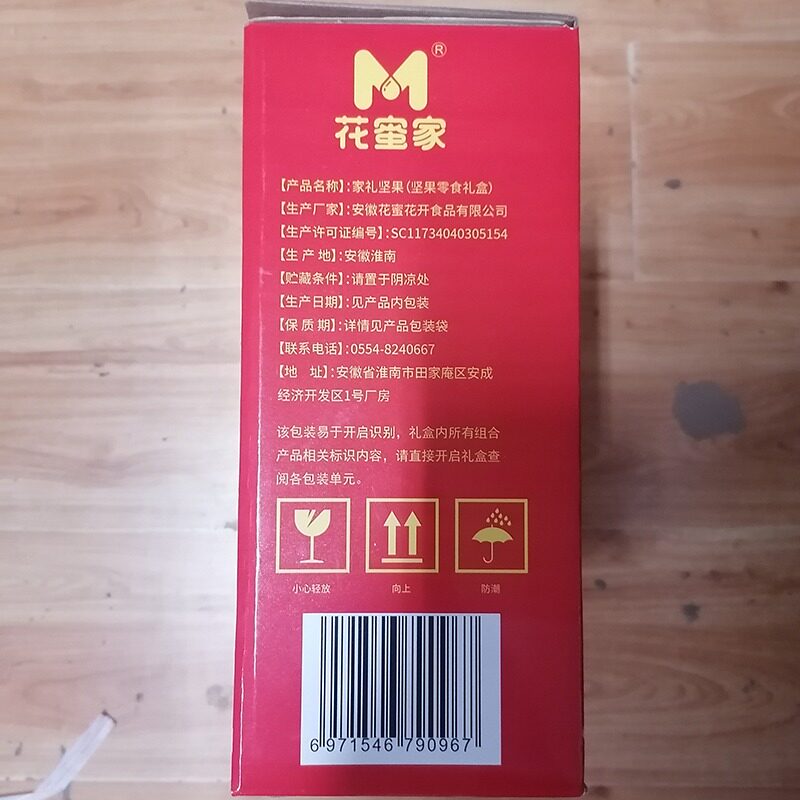 M®
花蜜家
【产品名称】:家礼坚果(坚果零食礼盒)
【生产厂家】:安徽花蜜花开食品有限公司
【生产许可证编号】:SC11734040305154
【生 产 地】:安徽淮南
【贮藏条件】:请置于阴凉处
【生产日期】:见产品内包装
【保 质 期】:详情见产品包装袋
【联系电话】:0554-8240667
【地 址】:安徽省淮南市田家庵区安成
经济开发区1号厂房
该包装易于开启识别，礼盒内所有组合
产品相关标识内容，请直接开启礼盒查
阅各包装单元。
小心轻放 向上 防潮
6 971546 790967